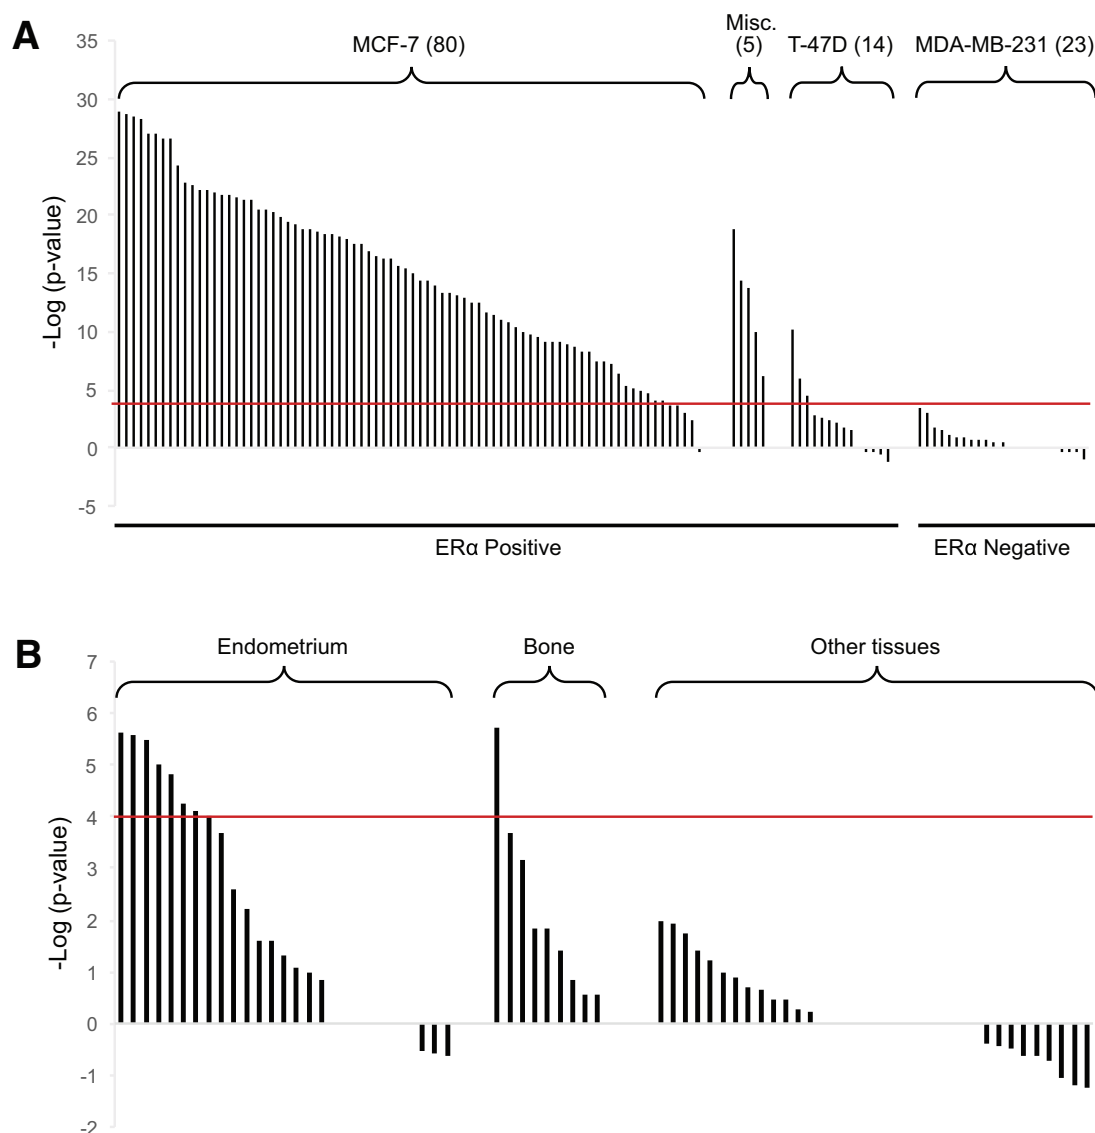 A
MCF-7 (80)
Misc.
(5)
T-47D (14)
MDA-MB-231 (23)
35
30
25
20
15
10
5
0
-5
-Log (p-value)
ERα Positive
ERα Negative
B
Endometrium
Bone
Other tissues
7
6
5
4
3
2
1
0
-1
-2
-Log (p-value)